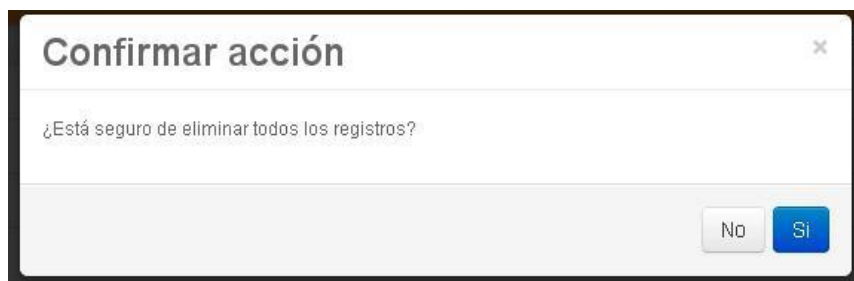 Confirmar acción
×
¿Está seguro de eliminar todos los registros?
No
Si